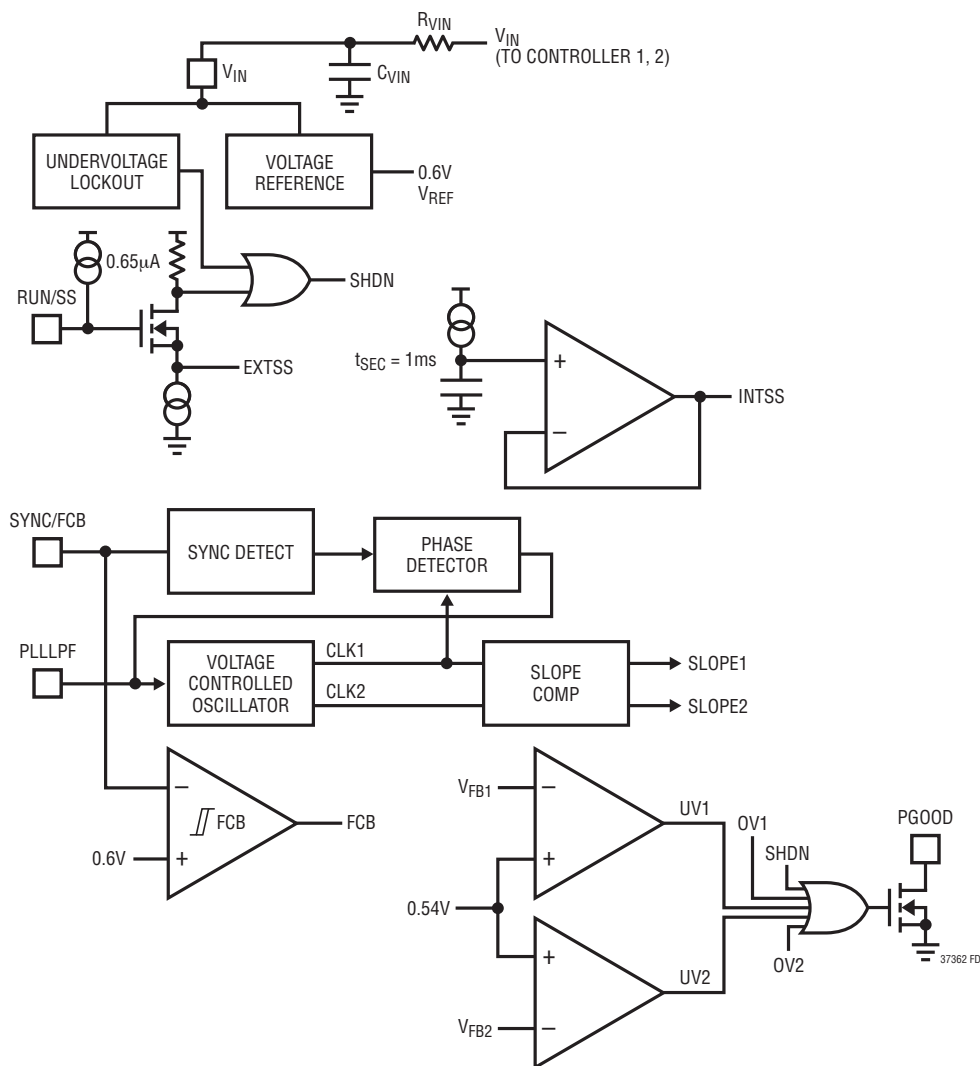 RVIN
VIN
(TO CONTROLLER 1, 2)
VIN
CVIN
UNDERVOLTAGE
LOCKOUT
VOLTAGE
REFERENCE
0.6V
VREF
0.65µA
SHDN
RUN/SS
EXTSS
tSEC = 1ms
+
−
INTSS
SYNC/FCB
SYNC DETECT
PHASE
DETECTOR
PLLLPF
VOLTAGE
CONTROLLED
OSCILLATOR
CLK1
CLK2
SLOPE
COMP
SLOPE1
SLOPE2
−
FCB
FCB
0.6V
+
VFB1
−
UV1
+
0.54V
+
UV2
VFB2
−
OV1
SHDN
OV2
PGOOD
37362 FD